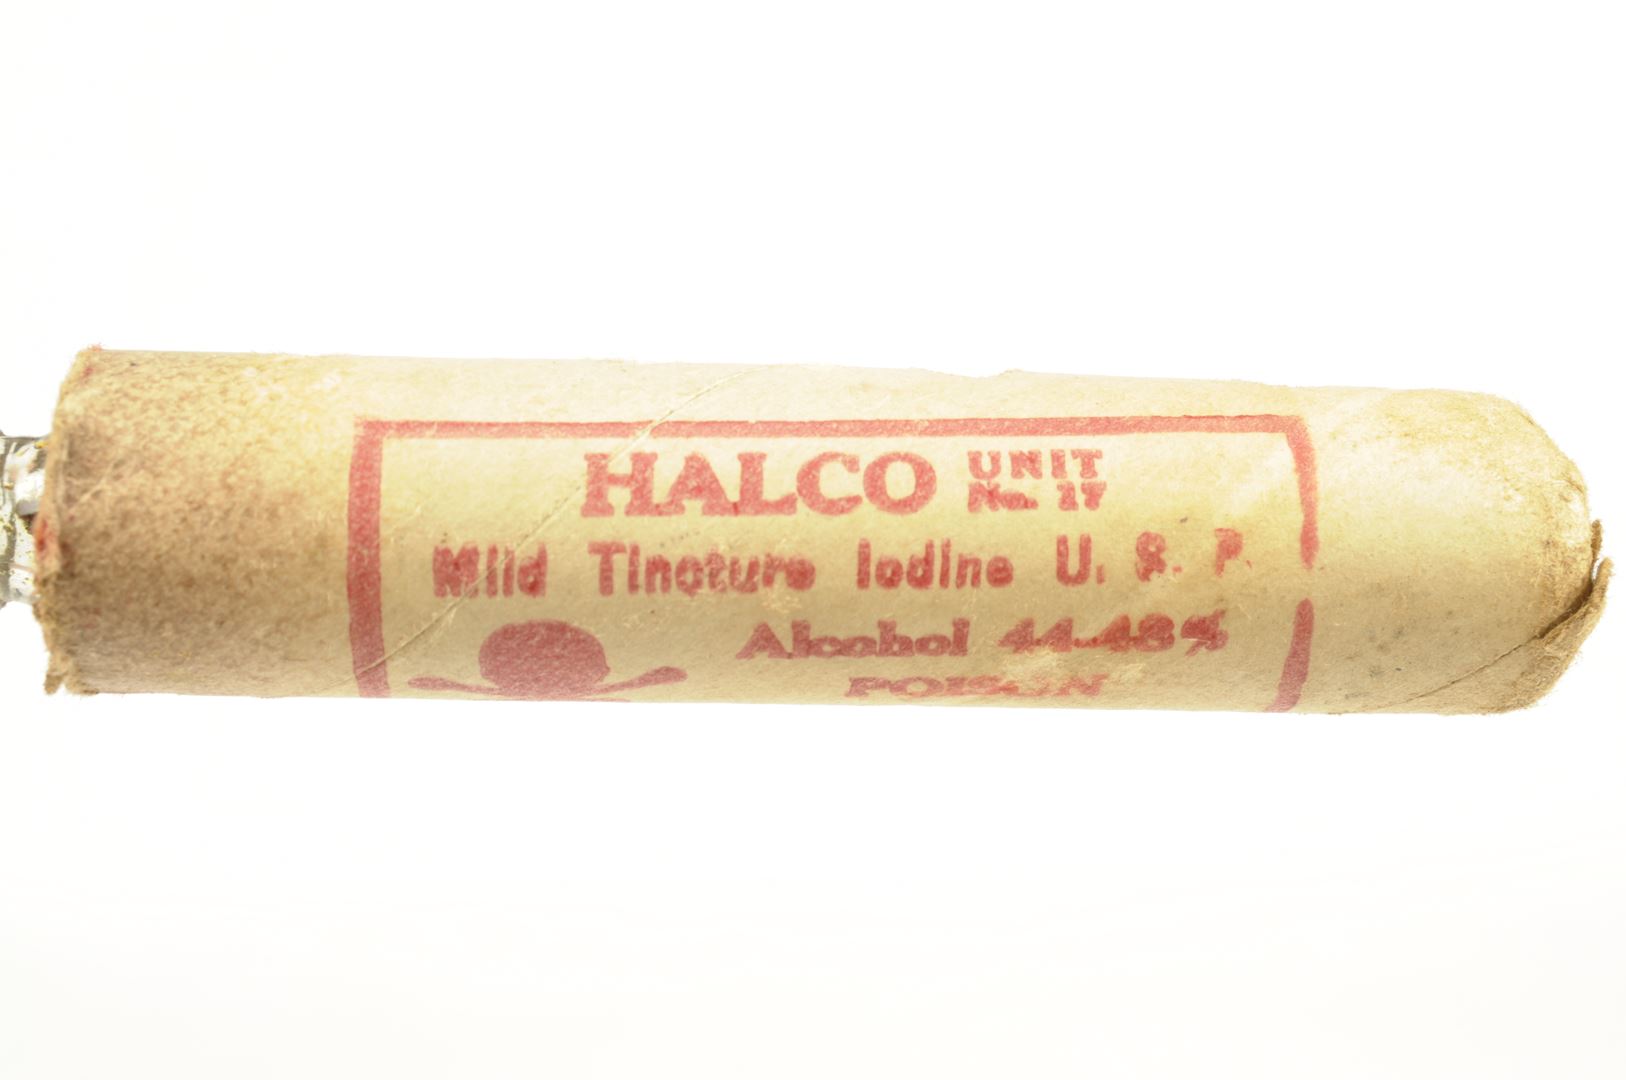 HALCO UNIT
No. 17
Mild Tincture Iodine U. S. P.
Alcohol 44-48%
POISON